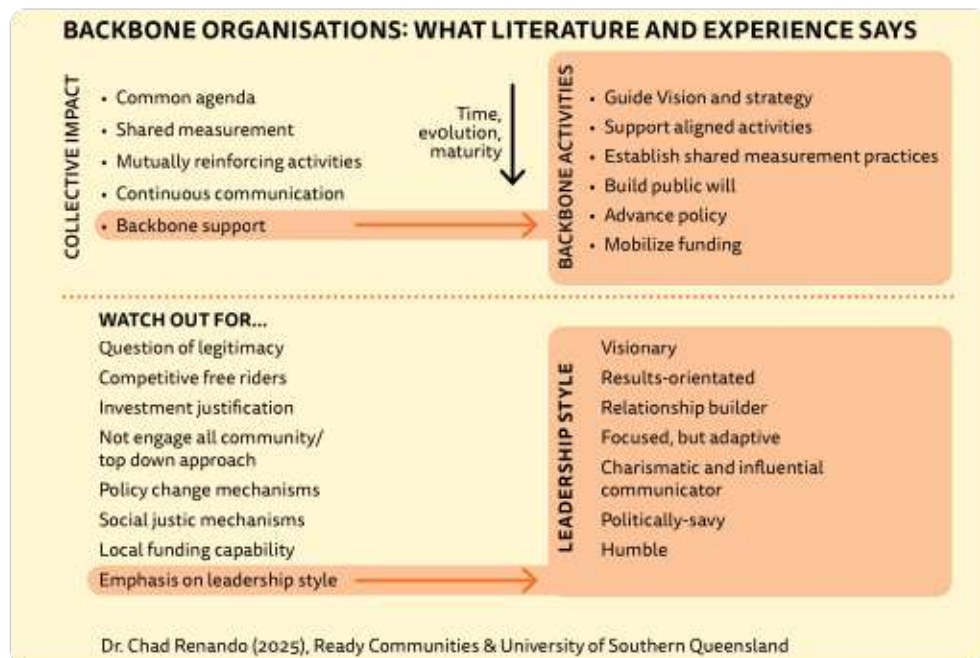 BACKBONE ORGANISATIONS: WHAT LITERATURE AND EXPERIENCE SAYS
COLLECTIVE IMPACT
• Common agenda
• Shared measurement
• Mutually reinforcing activities
• Continuous communication
• Backbone support
Time,
evolution,
maturity
BACKBONE ACTIVITIES
• Guide Vision and strategy
• Support aligned activities
• Establish shared measurement practices
• Build public will
• Advance policy
• Mobilize funding
WATCH OUT FOR...
Question of legitimacy
Competitive free riders
Investment justification
Not engage all community/
top down approach
Policy change mechanisms
Social justic mechanisms
Local funding capability
Emphasis on leadership style
LEADERSHIP STYLE
Visionary
Results-orientated
Relationship builder
Focused, but adaptive
Charismatic and influential
communicator
Politically-savy
Humble
Dr. Chad Renando (2025), Ready Communities & University of Southern Queensland